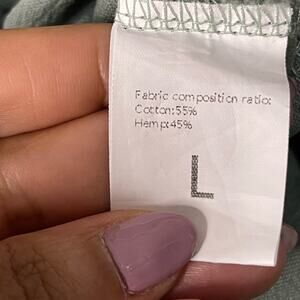 Fabric composition ratio:
Cotton:55%
Hemp:45%
L